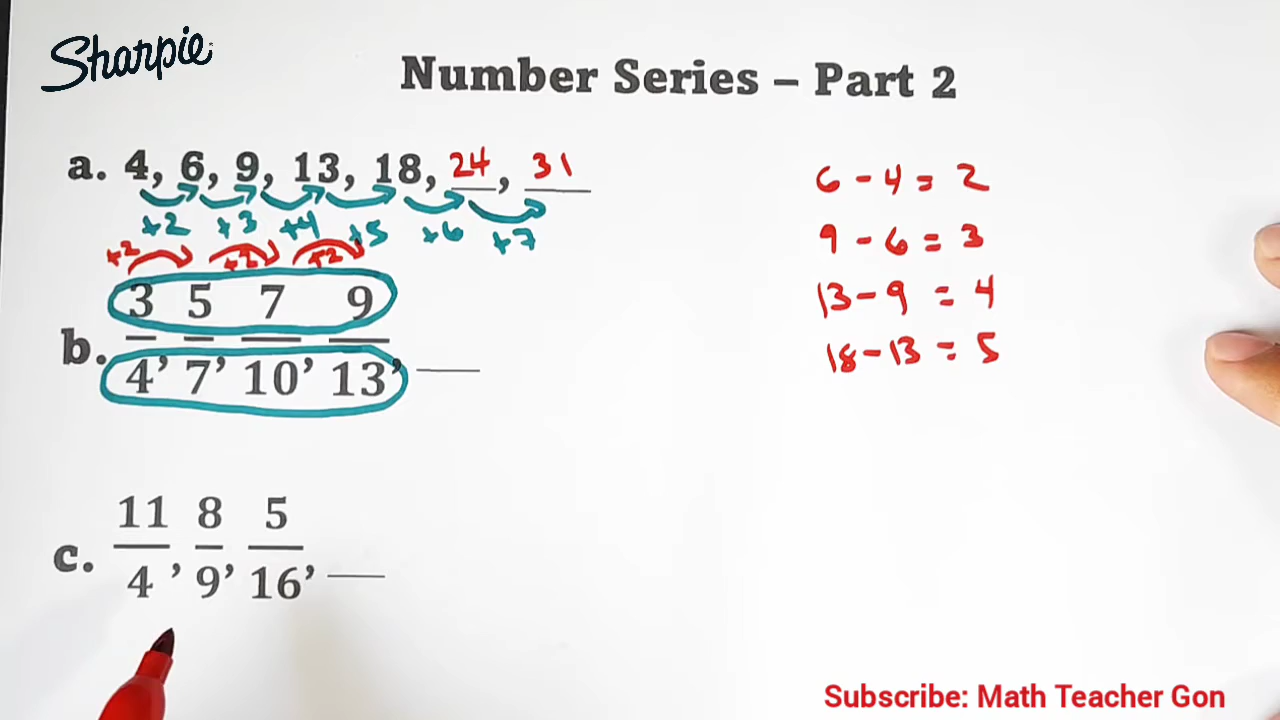 Sharpie
Number Series – Part 2
a. 4, 6, 9, 13, 18, 24, 31
+2 +3 +4 +5 +6 +7
6 - 4 = 2
9 - 6 = 3
13 - 9 = 4
18 - 13 = 5
+2 +2 +2
b. 3/4, 5/7, 7/10, 9/13, __
c. 11/4, 8/9, 5/16, __
Subscribe: Math Teacher Gon